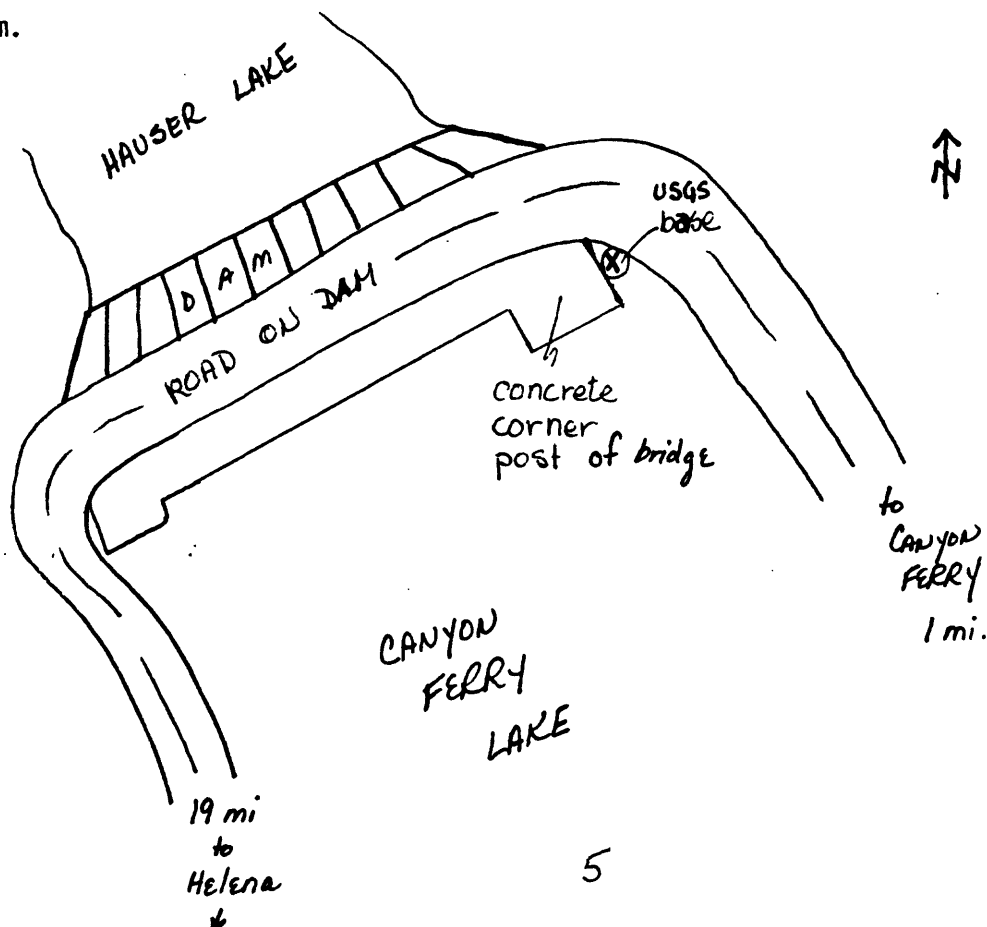 m.
HAUSER LAKE
N
USGS
base
DAM
ROAD ON DAM
concrete
corner
post of bridge
to
CANYON
FERRY
1 mi.
CANYON
FERRY
LAKE
19 mi
to
Helena
5